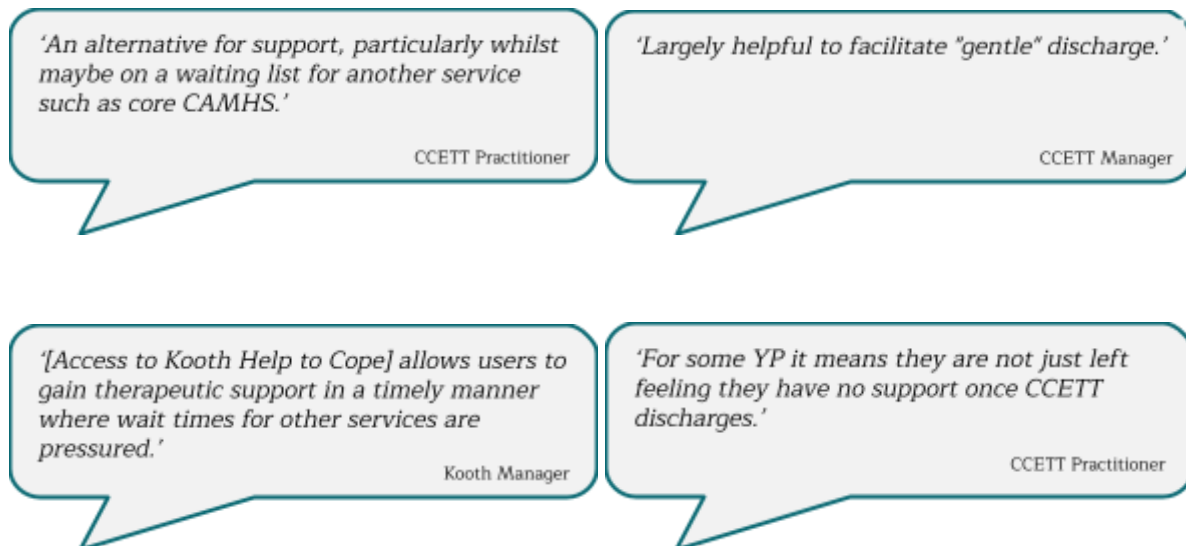 ‘An alternative for support, particularly whilst
maybe on a waiting list for another service
such as core CAMHS.’
CCETT Practitioner
‘Largely helpful to facilitate "gentle" discharge.’
CCETT Manager
‘[Access to Kooth Help to Cope] allows users to
gain therapeutic support in a timely manner
where wait times for other services are
pressured.’
Kooth Manager
‘For some YP it means they are not just left
feeling they have no support once CCETT
discharges.’
CCETT Practitioner